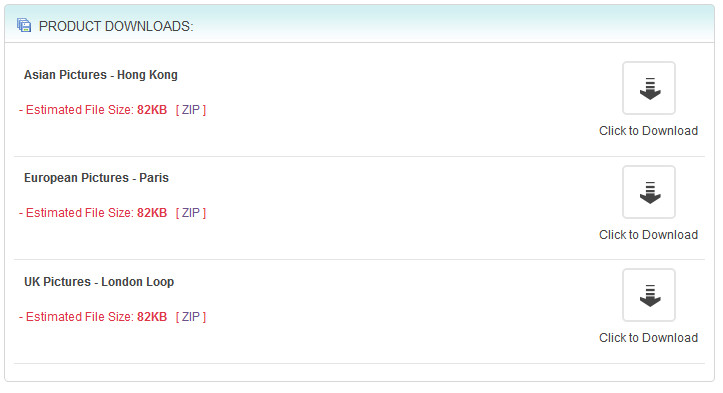 PRODUCT DOWNLOADS:
Asian Pictures - Hong Kong
- Estimated File Size: 82KB [ ZIP ]
Click to Download
European Pictures - Paris
- Estimated File Size: 82KB [ ZIP ]
Click to Download
UK Pictures - London Loop
- Estimated File Size: 82KB [ ZIP ]
Click to Download